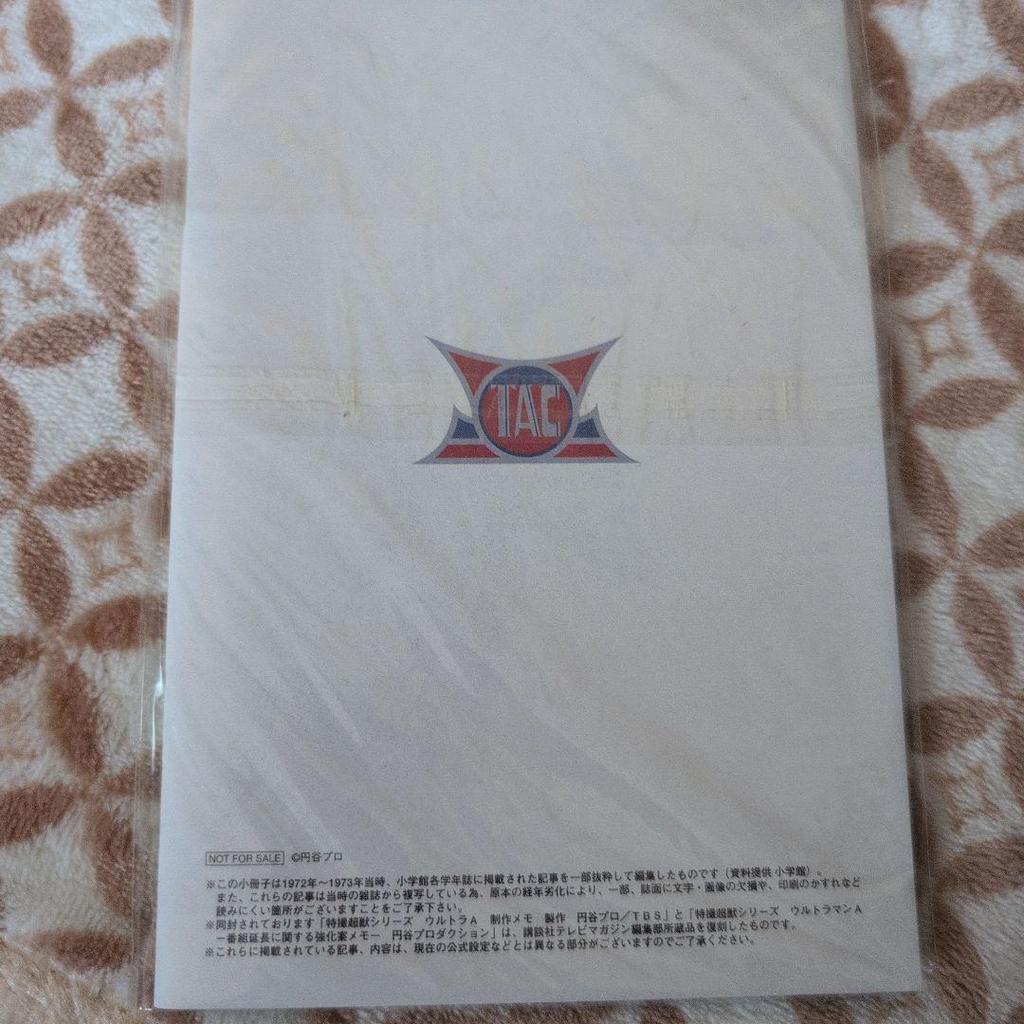 TAC
NOT FOR SALE ©円谷プロ
※この小冊子は1972年～1973年当時、小学館各学年誌に掲載された記事を一部抜粋して編集したものです（資料提供 小学館）。
また、これらの記事は当時の雑誌から複写している為、原本の経年劣化により、一部、誌面に文字・画像の欠損や、印刷のかすれなど
読みにくい箇所がございますことをご了承下さい。
※同封されております「特撮超獣シリーズ　ウルトラA　制作メモ　製作　円谷プロ／TBS」と「特撮超獣シリーズ　ウルトラマンA
ー番組延長に関する強化案メモー　円谷プロダクション」は、講談社テレビマガジン編集部所蔵品を復刻したものです。
※これらに掲載されている記事、内容は、現在の公式設定などとは異なる部分がございますのでご了承ください。